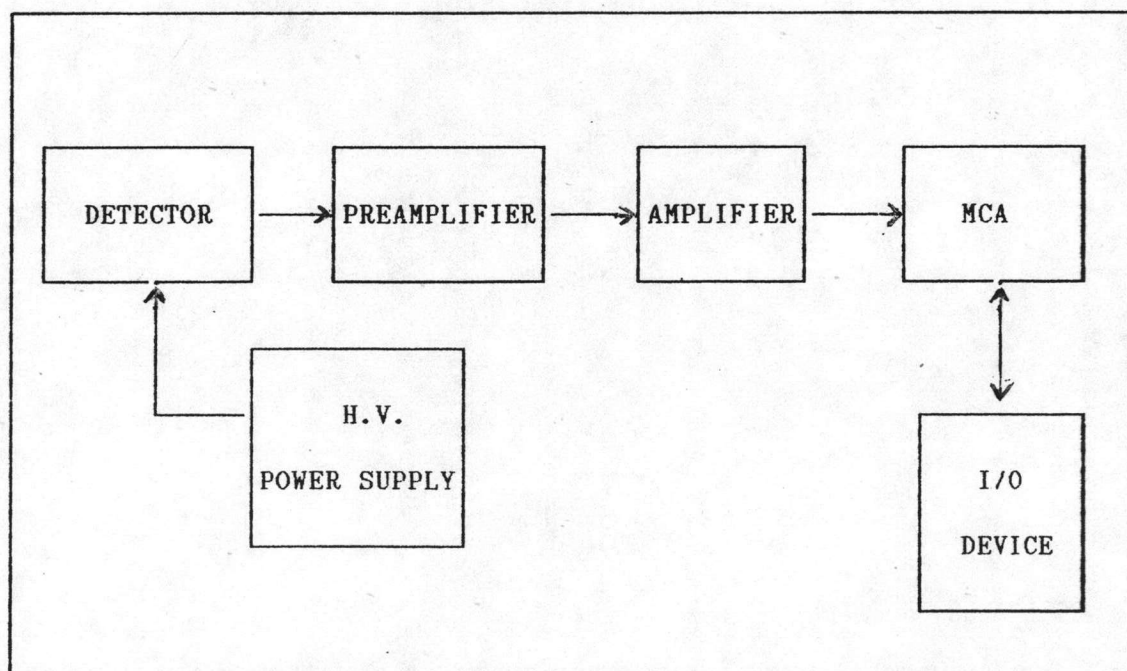 DETECTOR
PREAMPLIFIER
AMPLIFIER
MCA
H.V.
POWER SUPPLY
I/O
DEVICE